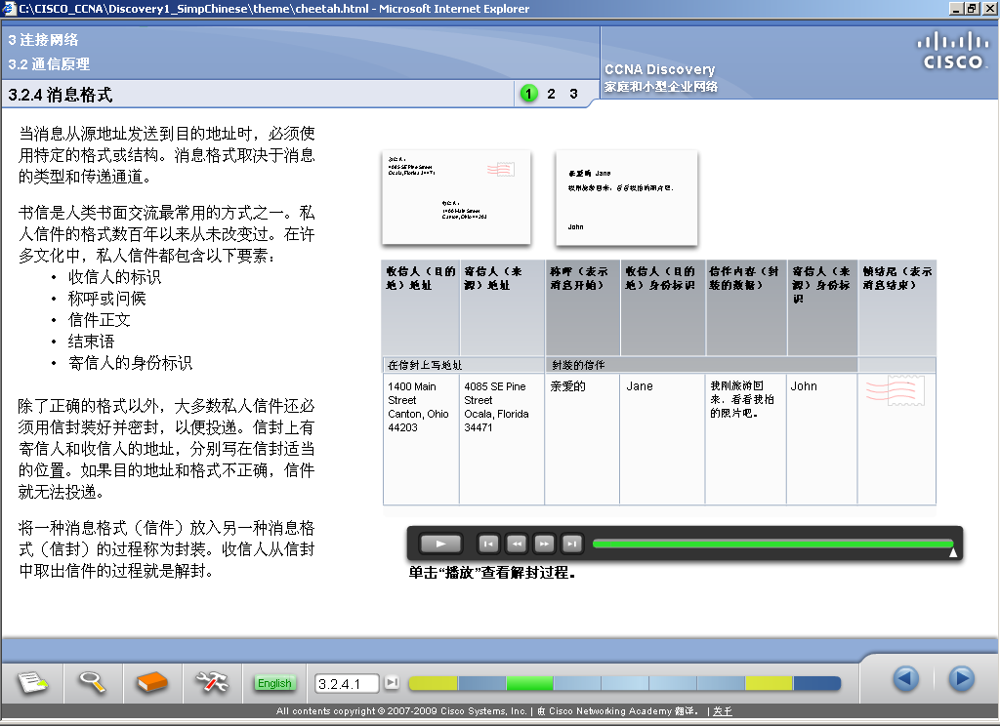 C:\CISCO_CCNA\Discovery1_SimpChinese\theme\cheetah.html - Microsoft Internet Explorer
3 连接网络
3.2 通信原理
CISCO
CCNA Discovery
家庭和小型企业网络
3.2.4 消息格式
1 2 3
当消息从源地址发送到目的地址时，必须使
用特定的格式或结构。消息格式取决于消息
的类型和传递通道。
书信是人类书面交流最常用的方式之一。私
人信件的格式数百年以来从未改变过。在许
多文化中，私人信件都包含以下要素：
• 收信人的标识
• 称呼或问候
• 信件正文
• 结束语
• 寄信人的身份标识
除了正确的格式以外，大多数私人信件还必
须用信封装好并密封，以便投递。信封上有
寄信人和收信人的地址，分别写在信封适当
的位置。如果目的地址和格式不正确，信件
就无法投递。
将一种消息格式（信件）放入另一种消息格
式（信封）的过程称为封装。收信人从信封
中取出信件的过程就是解封。
4085 SE Pine Street
Ocala, Florida 34471
1400 Main Street
Canton, Ohio 44203
亲爱的 Jane
我刚旅游回来，看看我拍的照片吧。
John
收信人（目的
地）地址
寄信人（来
源）地址
称呼（表示
消息开始）
收信人（目的
地）身份标识
信件内容（封
装的数据）
寄信人（来
源）身份标
识
帧结尾（表示
消息结束）
在信封上写地址
封装的信件
1400 Main
Street
Canton, Ohio
44203
4085 SE Pine
Street
Ocala, Florida
34471
亲爱的
Jane
我刚旅游回
来，看看我拍
的照片吧。
John
单击“播放”查看解封过程。
English
3.2.4.1
All contents copyright © 2007-2009 Cisco Systems, Inc. | 由 Cisco Networking Academy 翻译。 | 关于